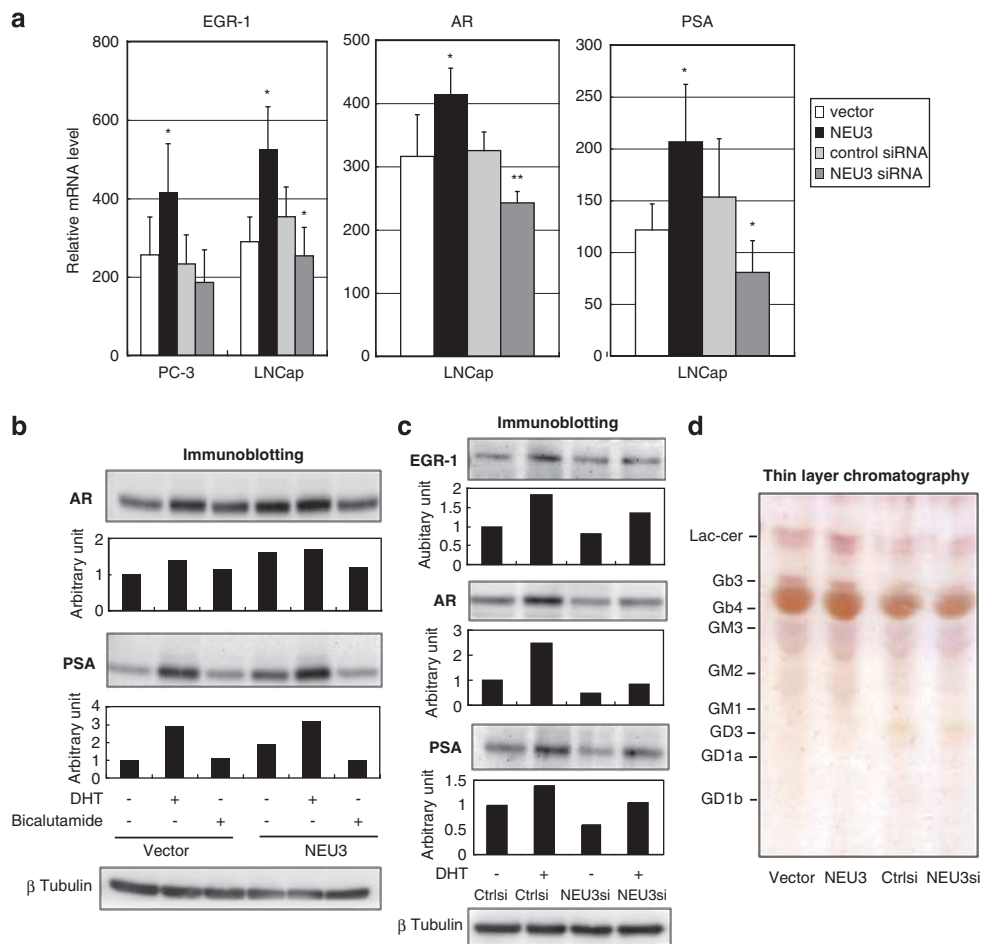 a
EGR-1
AR
PSA
Relative mRNA level
800
600
400
200
0
* * *
PC-3 LNCap
500
400
300
200
100
0
* **
LNCap
300
250
200
150
100
50
0
* *
LNCap
vector
NEU3
control siRNA
NEU3 siRNA
b
Immunoblotting
AR
Arbitrary unit
2
1
0
PSA
Arbitrary unit
4
3
2
1
0
DHT - + - - + -
Bicalutamide - - + - - +
Vector NEU3
β Tubulin
c
Immunoblotting
EGR-1
Aubitary unit
2
1.5
1
0.5
0
AR
Arbitrary unit
3
2
1
0
PSA
Arbitrary unit
1.5
1
0.5
0
DHT - + - +
Ctrlsi Ctrlsi NEU3si NEU3si
β Tubulin
d
Thin layer chromatography
Lac-cer
Gb3
Gb4
GM3
GM2
GM1
GD3
GD1a
GD1b
Vector NEU3 Ctrlsi NEU3si